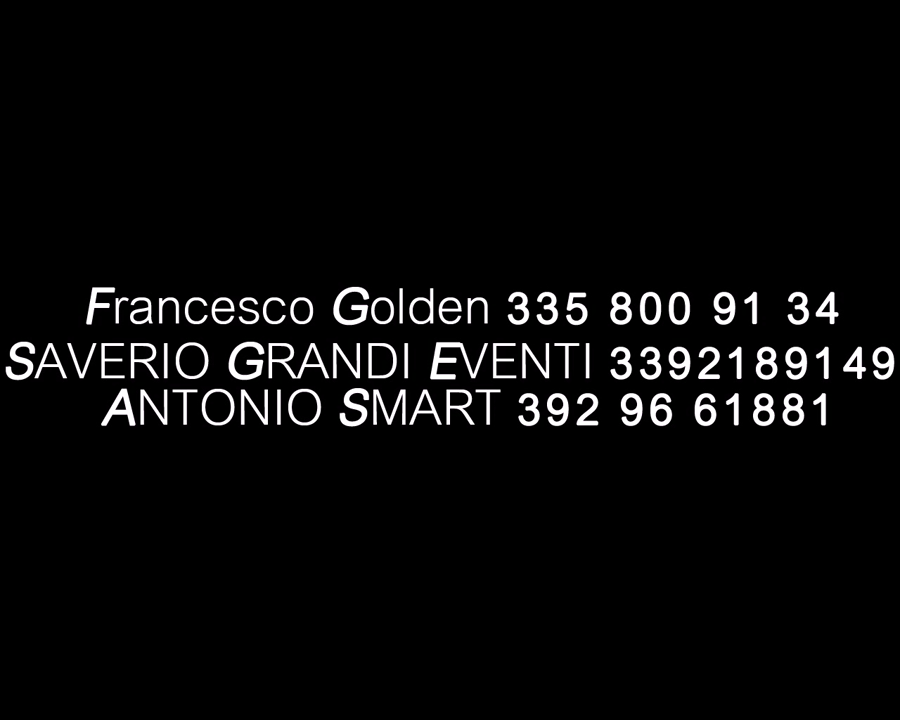 Francesco Golden 335 800 91 34
SAVERIO GRANDI EVENTI 3392189149
ANTONIO SMART 392 96 61881